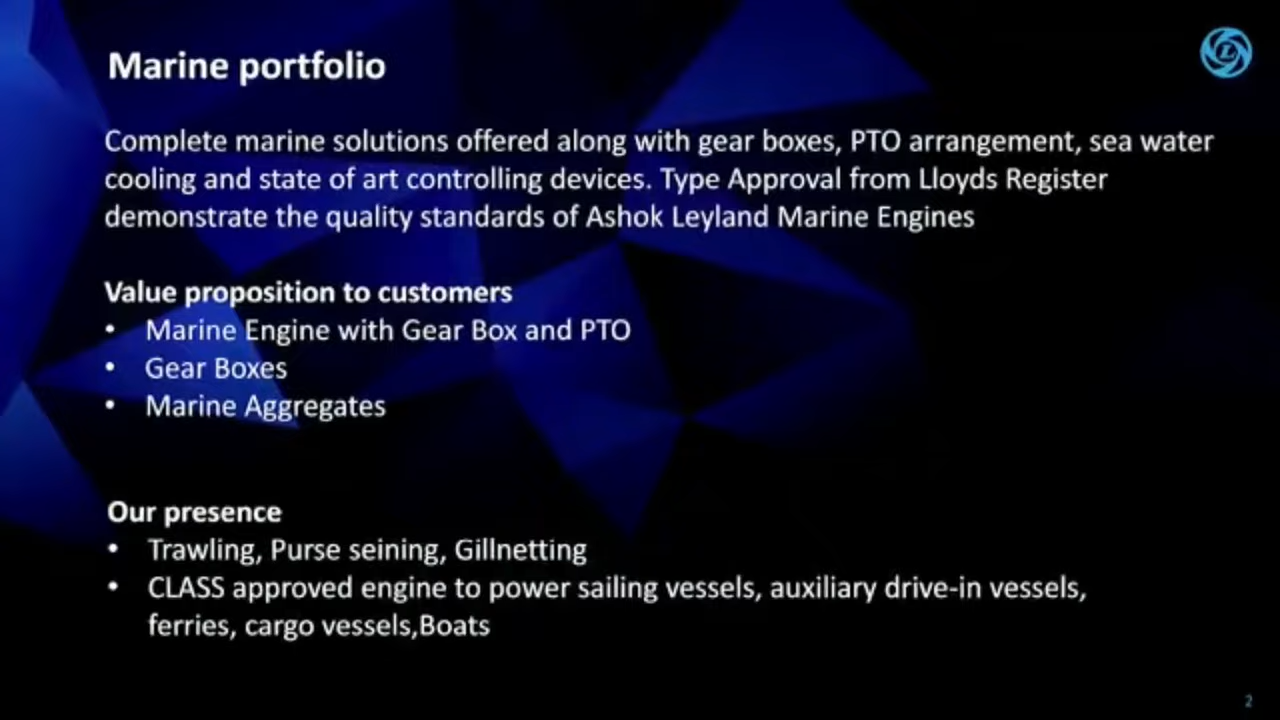 Marine portfolio
Complete marine solutions offered along with gear boxes, PTO arrangement, sea water
cooling and state of art controlling devices. Type Approval from Lloyds Register
demonstrate the quality standards of Ashok Leyland Marine Engines
Value proposition to customers
• Marine Engine with Gear Box and PTO
• Gear Boxes
• Marine Aggregates
Our presence
• Trawling, Purse seining, Gillnetting
• CLASS approved engine to power sailing vessels, auxiliary drive-in vessels,
ferries, cargo vessels,Boats
L
2